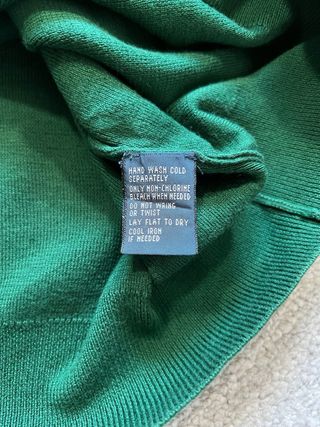 HAND WASH COLD
SEPARATELY
ONLY NON-CHLORINE
BLEACH WHEN NEEDED
DO NOT WRING
OR TWIST
LAY FLAT TO DRY
COOL IRON
IF NEEDED